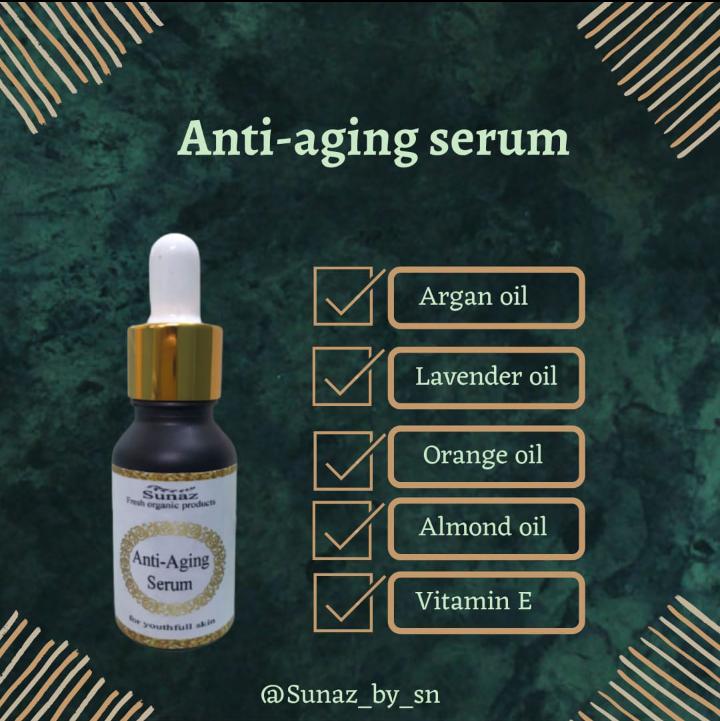 Anti-aging serum
Argan oil
Lavender oil
Orange oil
Almond oil
Vitamin E
Sunaz
Fresh organic products
Anti-Aging
Serum
for youthfull skin
@Sunaz_by_sn